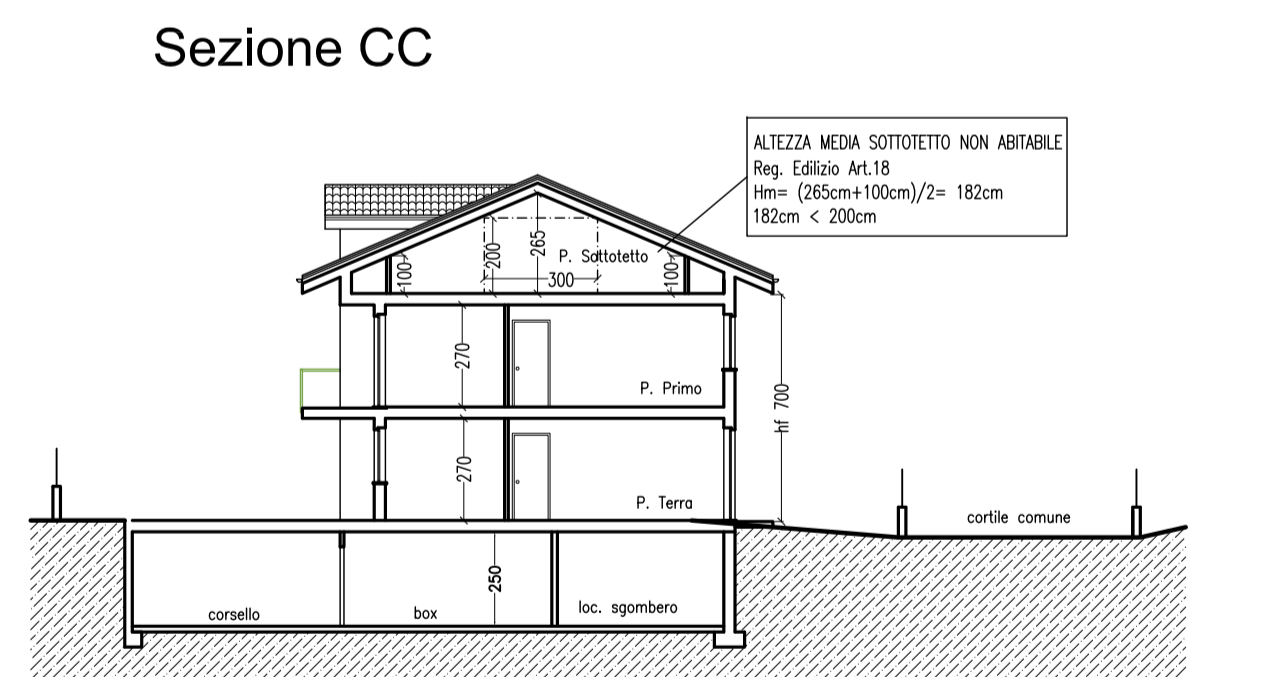 Sezione CC
ALTEZZA MEDIA SOTTOTETTO NON ABITABILE
Reg. Edilizio Art.18
Hm= (265cm+100cm)/2= 182cm
182cm < 200cm
100
200
265
P. Sottotetto
300
100
270
P. Primo
hf 700
270
P. Terra
cortile comune
250
corsello
box
loc. sgombero